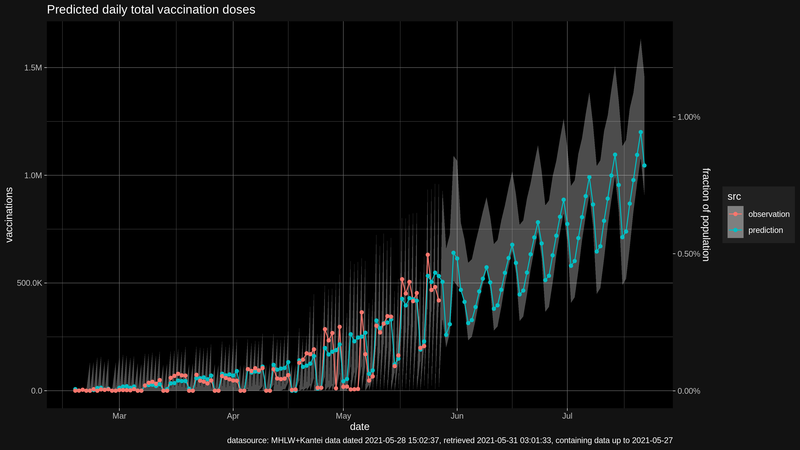 Predicted daily total vaccination doses
vaccinations
1.5M
1.0M
500.0K
0.0
1.00%
0.50%
0.00%
fraction of population
Mar
Apr
May
Jun
Jul
date
src
observation
prediction
datasource: MHLW+Kantei data dated 2021-05-28 15:02:37, retrieved 2021-05-31 03:01:33, containing data up to 2021-05-27